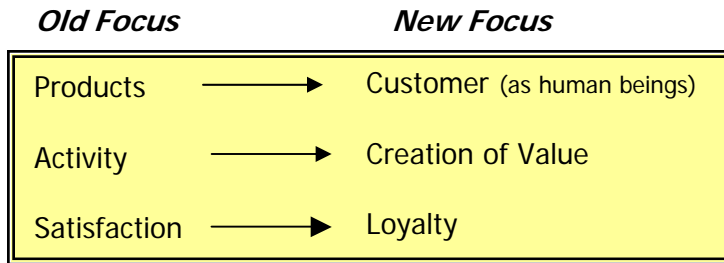 Old Focus New Focus
Products Customer (as human beings)
Activity Creation of Value
Satisfaction Loyalty